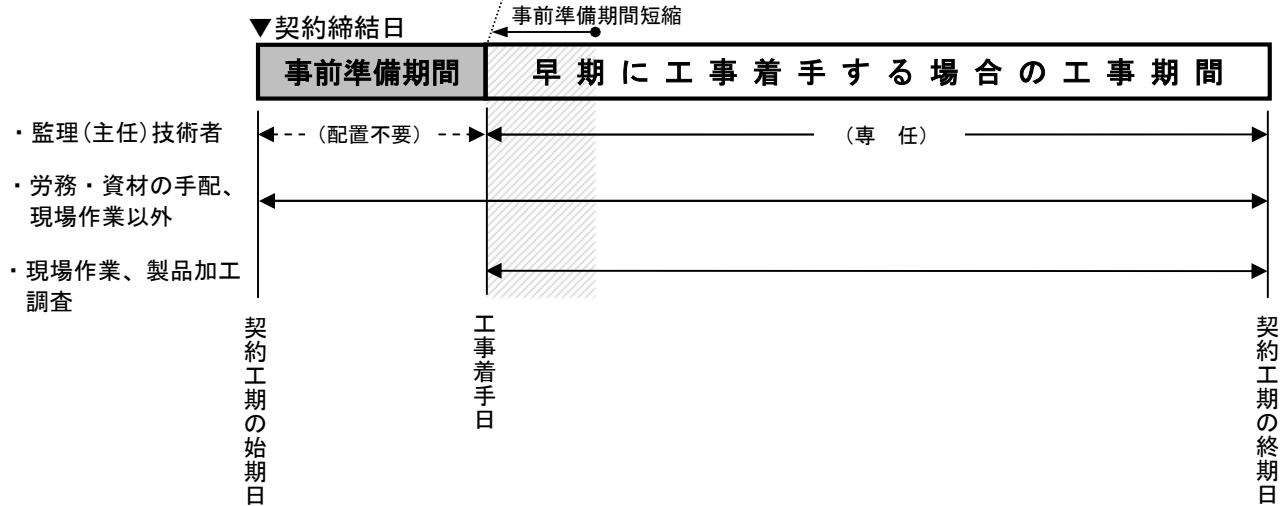 事前準備期間短縮
▼契約締結日
事前準備期間
早期に工事着手する場合の工事期間
・監理(主任)技術者
(配置不要)
(専 任)
・労務・資材の手配、
現場作業以外
・現場作業、製品加工
調査
契約工期の始期日
工事着手日
契約工期の終期日